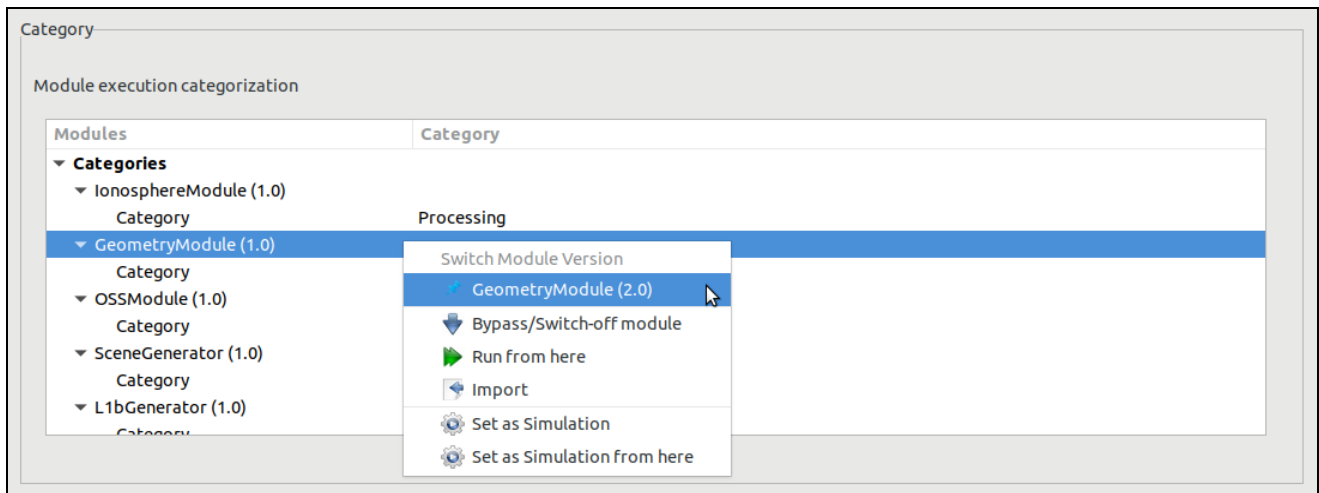 Category
Module execution categorization
Modules Category
Categories
IonosphereModule (1.0)
Category Processing
GeometryModule (1.0)
Switch Module Version
Category
GeometryModule (2.0)
OSSModule (1.0)
Category
Bypass/Switch-off module
SceneGenerator (1.0)
Run from here
Category
Import
L1bGenerator (1.0)
Set as Simulation
Category
Set as Simulation from here